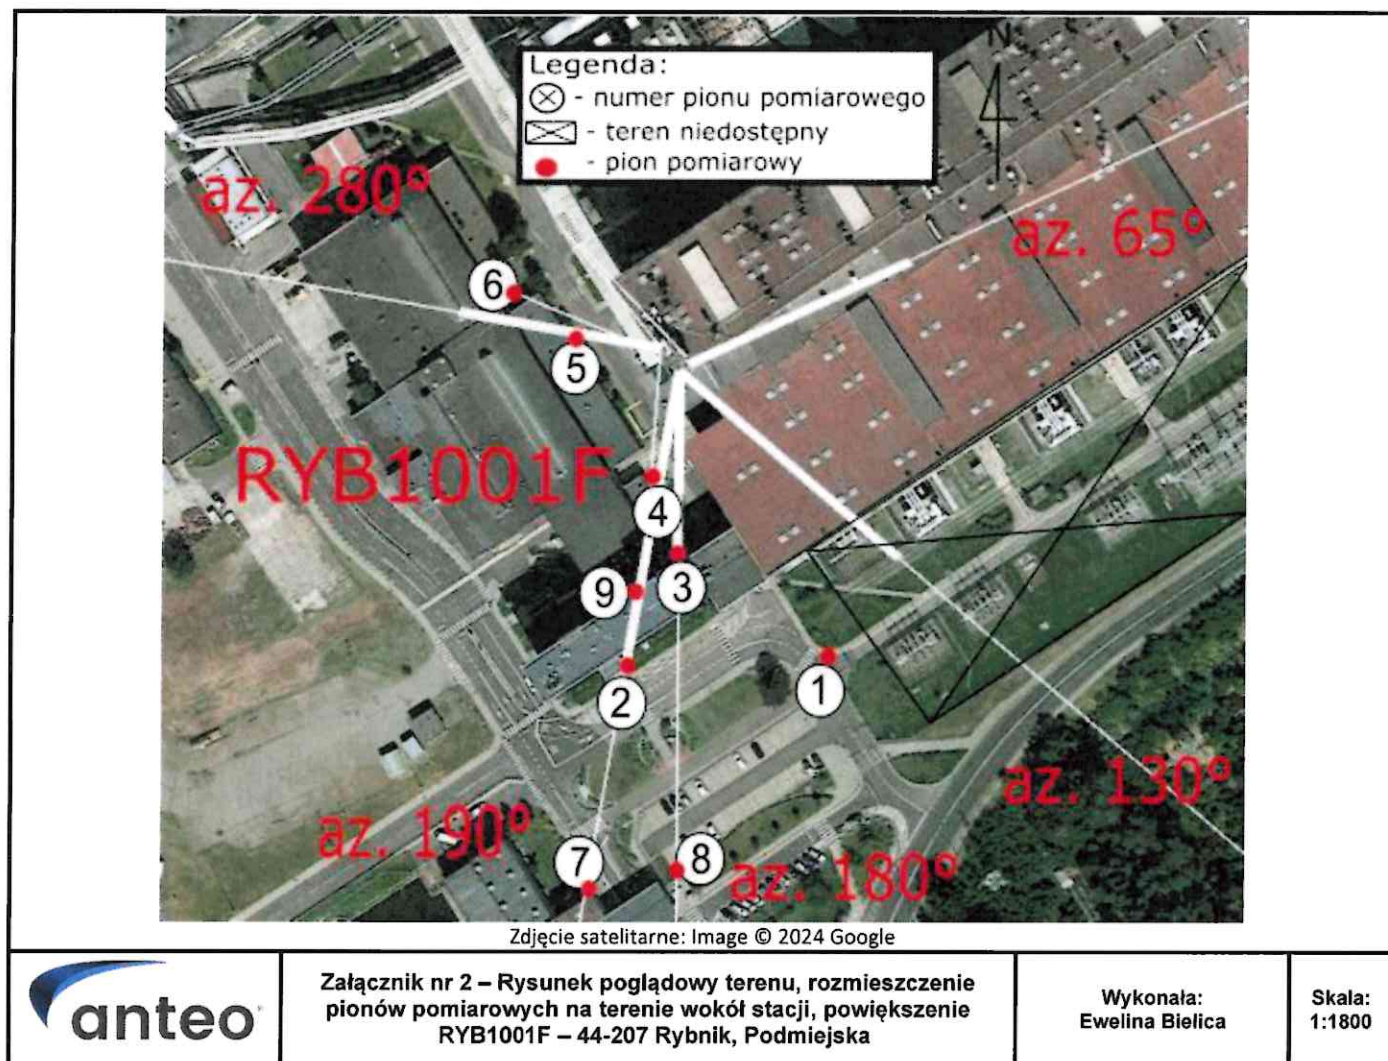 Legenda:
- numer pionu pomiarowego
- teren niedostępny
- pion pomiarowy
N
az. 280°
az. 65°
6
5
RYB1001F
4
3
9
2
1
az. 130°
az. 190°
7
8
az. 180°
Zdjęcie satelitarne: Image © 2024 Google
anteo
Załącznik nr 2 – Rysunek poglądowy terenu, rozmieszczenie
pionów pomiarowych na terenie wokół stacji, powiększenie
RYB1001F – 44-207 Rybnik, Podmiejska
Wykonała:
Ewelina Bielica
Skala:
1:1800